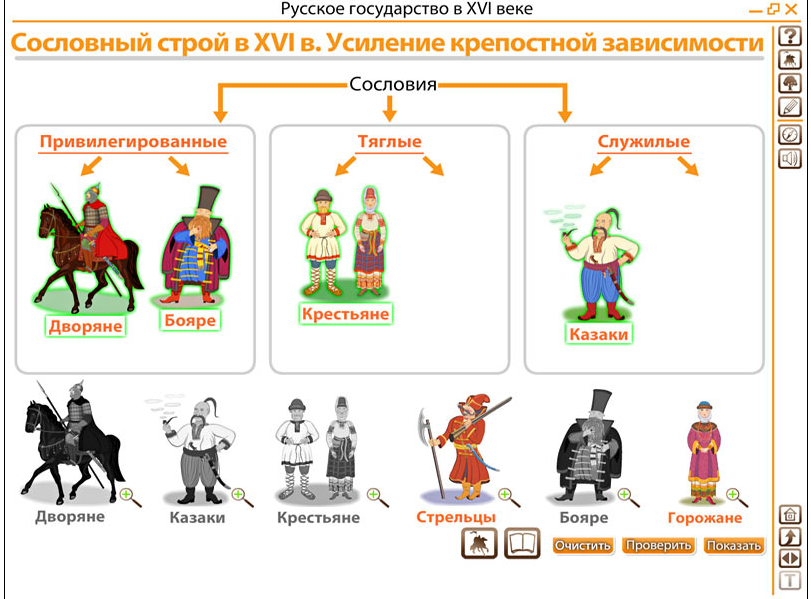 Русское государство в XVI веке
Сословный строй в XVI в. Усиление крепостной зависимости
Сословия
Привилегированные
Тяглые
Служилые
Дворяне
Бояре
Крестьяне
Казаки
Дворяне
Казаки
Крестьяне
Стрельцы
Бояре
Горожане
Очистить
Проверить
Показать
?
T